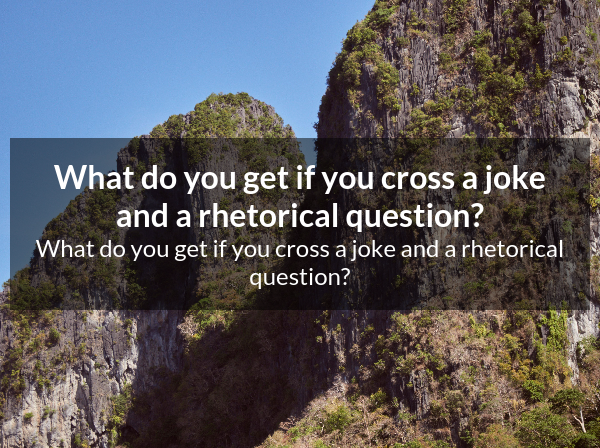 What do you get if you cross a joke
and a rhetorical question?
What do you get if you cross a joke and a rhetorical
question?